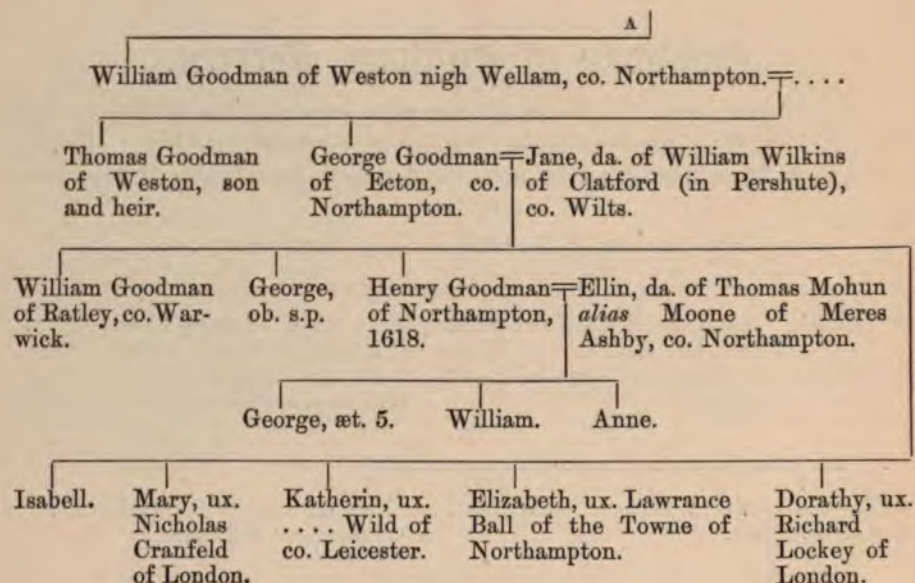 A
William Goodman of Weston nigh Wellam, co. Northampton.=. . . .
Thomas Goodman
of Weston, son
and heir.
George Goodman=
of Ecton, co.
Northampton.
Jane, da. of William Wilkins
of Clatford (in Pershute),
co. Wilts.
William Goodman
of Ratley, co. War-
wick.
George,
ob. s.p.
Henry Goodman=
of Northampton,
1618.
Ellin, da. of Thomas Mohun
alias Moone of Meres
Ashby, co. Northampton.
George, æt. 5.
William.
Anne.
Isabell.
Mary, ux.
Nicholas
Cranfeld
of London.
Katherin, ux.
. . . . Wild of
co. Leicester.
Elizabeth, ux. Lawrance
Ball of the Towne of
Northampton.
Dorathy, ux.
Richard
Lockey of
London.